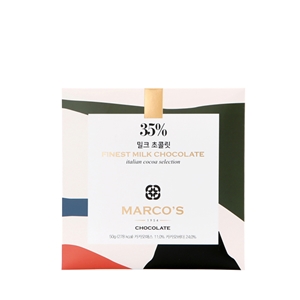 35%
밀크 초콜릿
FINEST MILK CHOCOLATE
italian cocoa selection
MARCO'S
CHOCOLATE